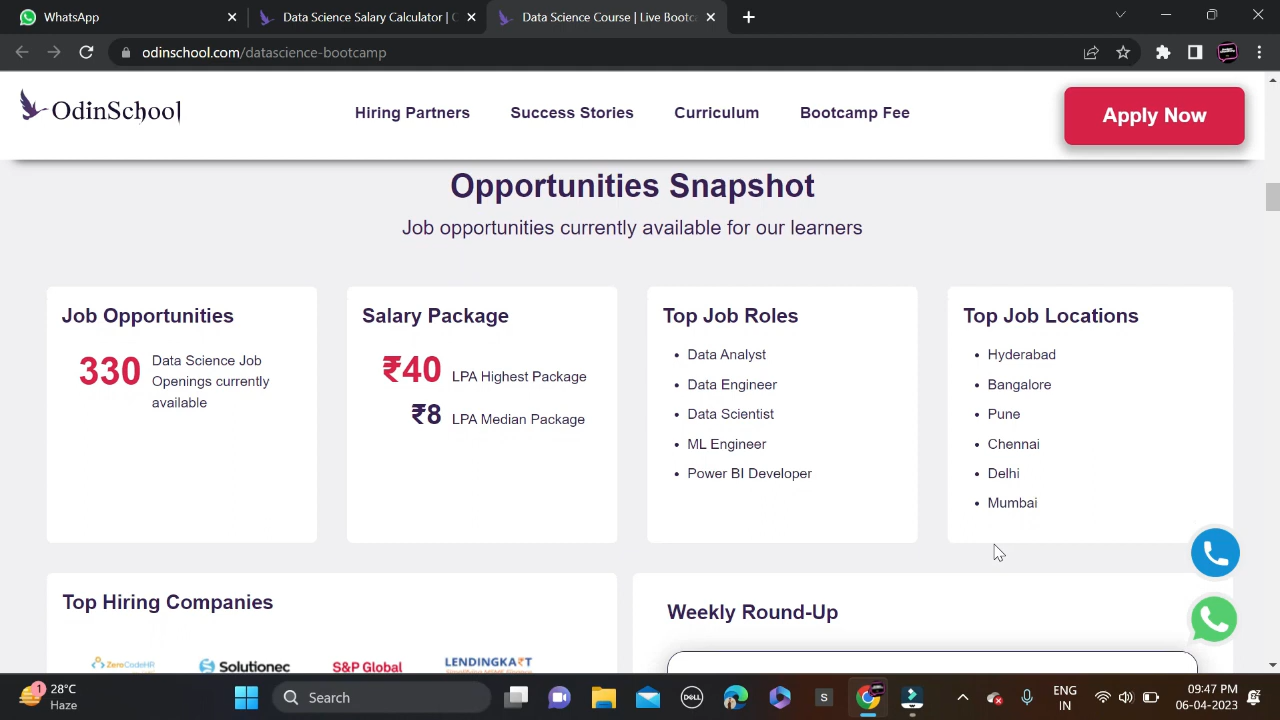 WhatsApp
Data Science Salary Calculator | C
Data Science Course | Live Bootc
odinschool.com/datascience-bootcamp
OdinSchool
Hiring Partners
Success Stories
Curriculum
Bootcamp Fee
Apply Now
Opportunities Snapshot
Job opportunities currently available for our learners
Job Opportunities
330
Data Science Job
Openings currently
available
Salary Package
₹40 LPA Highest Package
₹8 LPA Median Package
Top Job Roles
• Data Analyst
• Data Engineer
• Data Scientist
• ML Engineer
• Power BI Developer
Top Job Locations
• Hyderabad
• Bangalore
• Pune
• Chennai
• Delhi
• Mumbai
Top Hiring Companies
ZeroCodeHR
Solutionec
S&P Global
LENDINGKA₹T
Weekly Round-Up
1
28°C
Haze
Search
DELL
S
ENG
IN
09:47 PM
06-04-2023